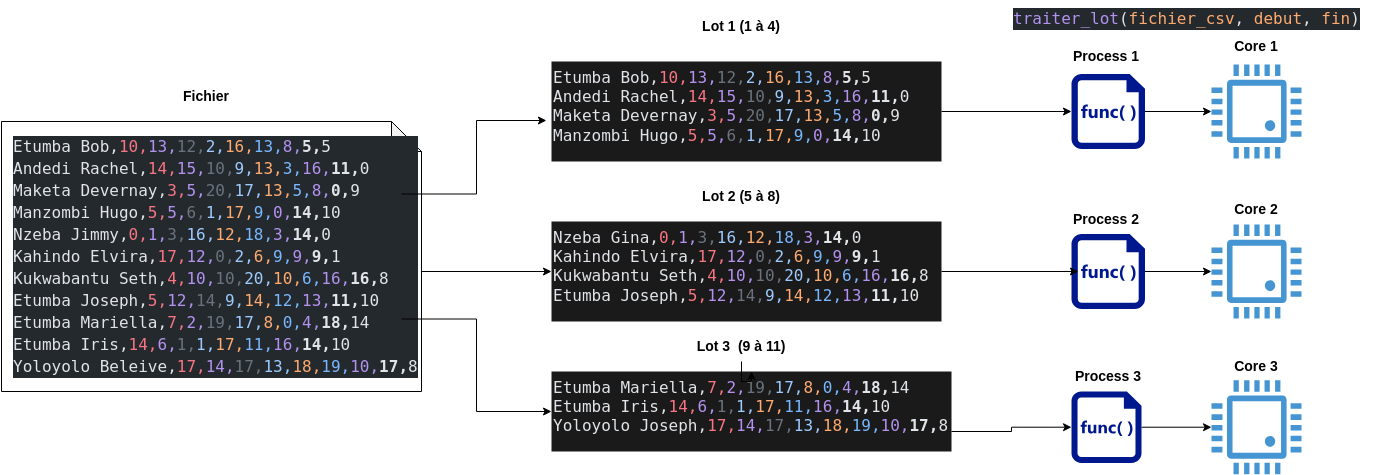 Fichier
Etumba Bob,10,13,12,2,16,13,8,5,5
Andedi Rachel,14,15,10,9,13,3,16,11,0
Maketa Devernay,3,5,20,17,13,5,8,0,9
Manzombi Hugo,5,5,6,1,17,9,0,14,10
Nzeba Jimmy,0,1,3,16,12,18,3,14,0
Kahindo Elvira,17,12,0,2,6,9,9,9,1
Kukwabantu Seth,4,10,10,20,10,6,16,16,8
Etumba Joseph,5,12,14,9,14,12,13,11,10
Etumba Mariella,7,2,19,17,8,0,4,18,14
Etumba Iris,14,6,1,1,17,11,16,14,10
Yoloyolo Beleive,17,14,17,13,18,19,10,17,8
Lot 1 (1 à 4)
Etumba Bob,10,13,12,2,16,13,8,5,5
Andedi Rachel,14,15,10,9,13,3,16,11,0
Maketa Devernay,3,5,20,17,13,5,8,0,9
Manzombi Hugo,5,5,6,1,17,9,0,14,10
Lot 2 (5 à 8)
Nzeba Gina,0,1,3,16,12,18,3,14,0
Kahindo Elvira,17,12,0,2,6,9,9,9,1
Kukwabantu Seth,4,10,10,20,10,6,16,16,8
Etumba Joseph,5,12,14,9,14,12,13,11,10
Lot 3 (9 à 11)
Etumba Mariella,7,2,19,17,8,0,4,18,14
Etumba Iris,14,6,1,1,17,11,16,14,10
Yoloyolo Joseph,17,14,17,13,18,19,10,17,8
traiter_lot(fichier_csv, debut, fin)
Process 1
func( )
Core 1
Process 2
func( )
Core 2
Process 3
func( )
Core 3